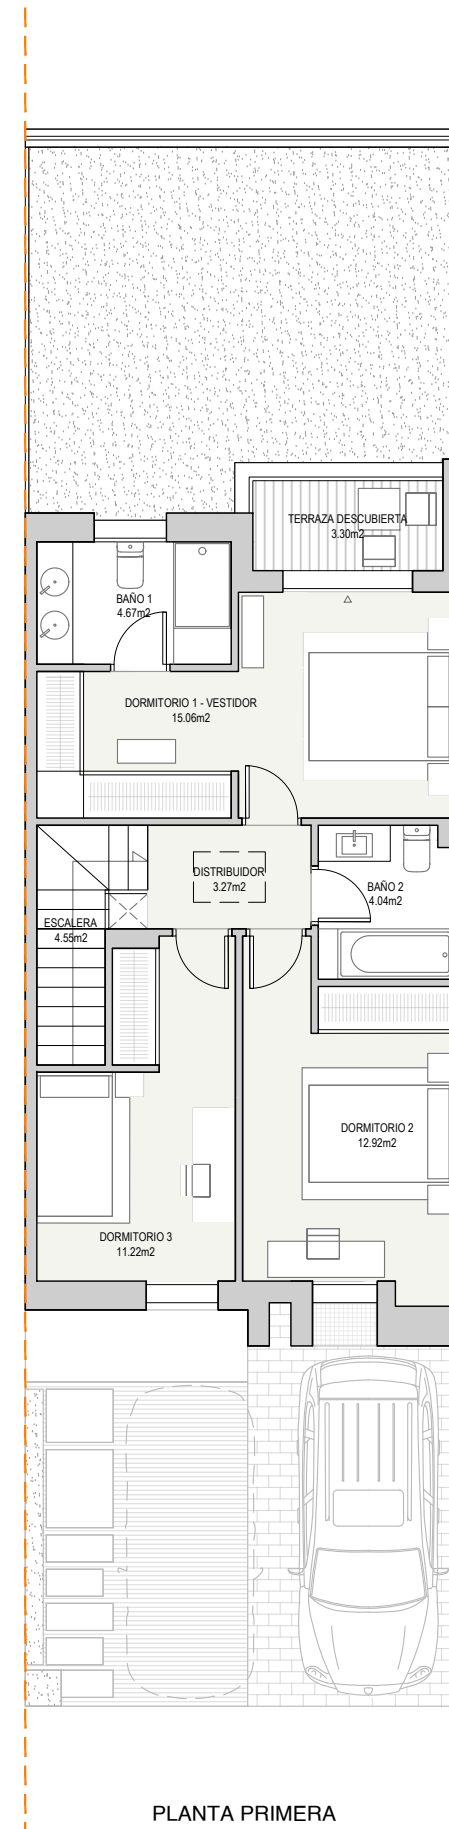 TERRAZA DESCUBIERTA
3.30m2
BAÑO 1
4.67m2
DORMITORIO 1 - VESTIDOR
15.06m2
DISTRIBUIDOR
3.27m2
BAÑO 2
4.04m2
ESCALERA
4.55m2
DORMITORIO 2
12.92m2
DORMITORIO 3
11.22m2
PLANTA PRIMERA